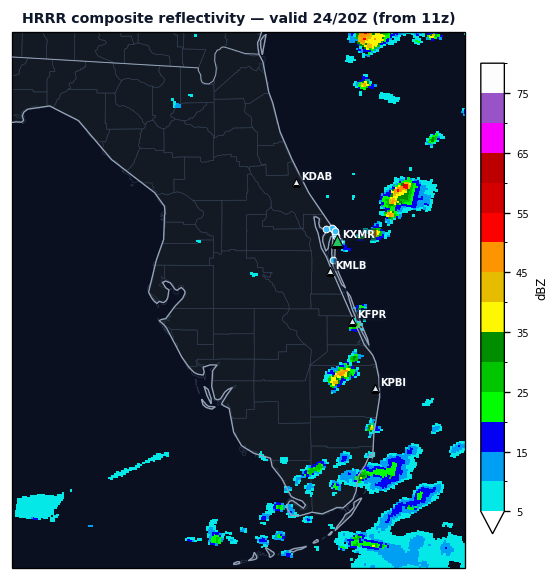 HRRR composite reflectivity — valid 24/20Z (from 11z)
KDAB
KXMR
KMLB
KFPR
KPBI
75
65
55
45
35
25
15
5
dBZ